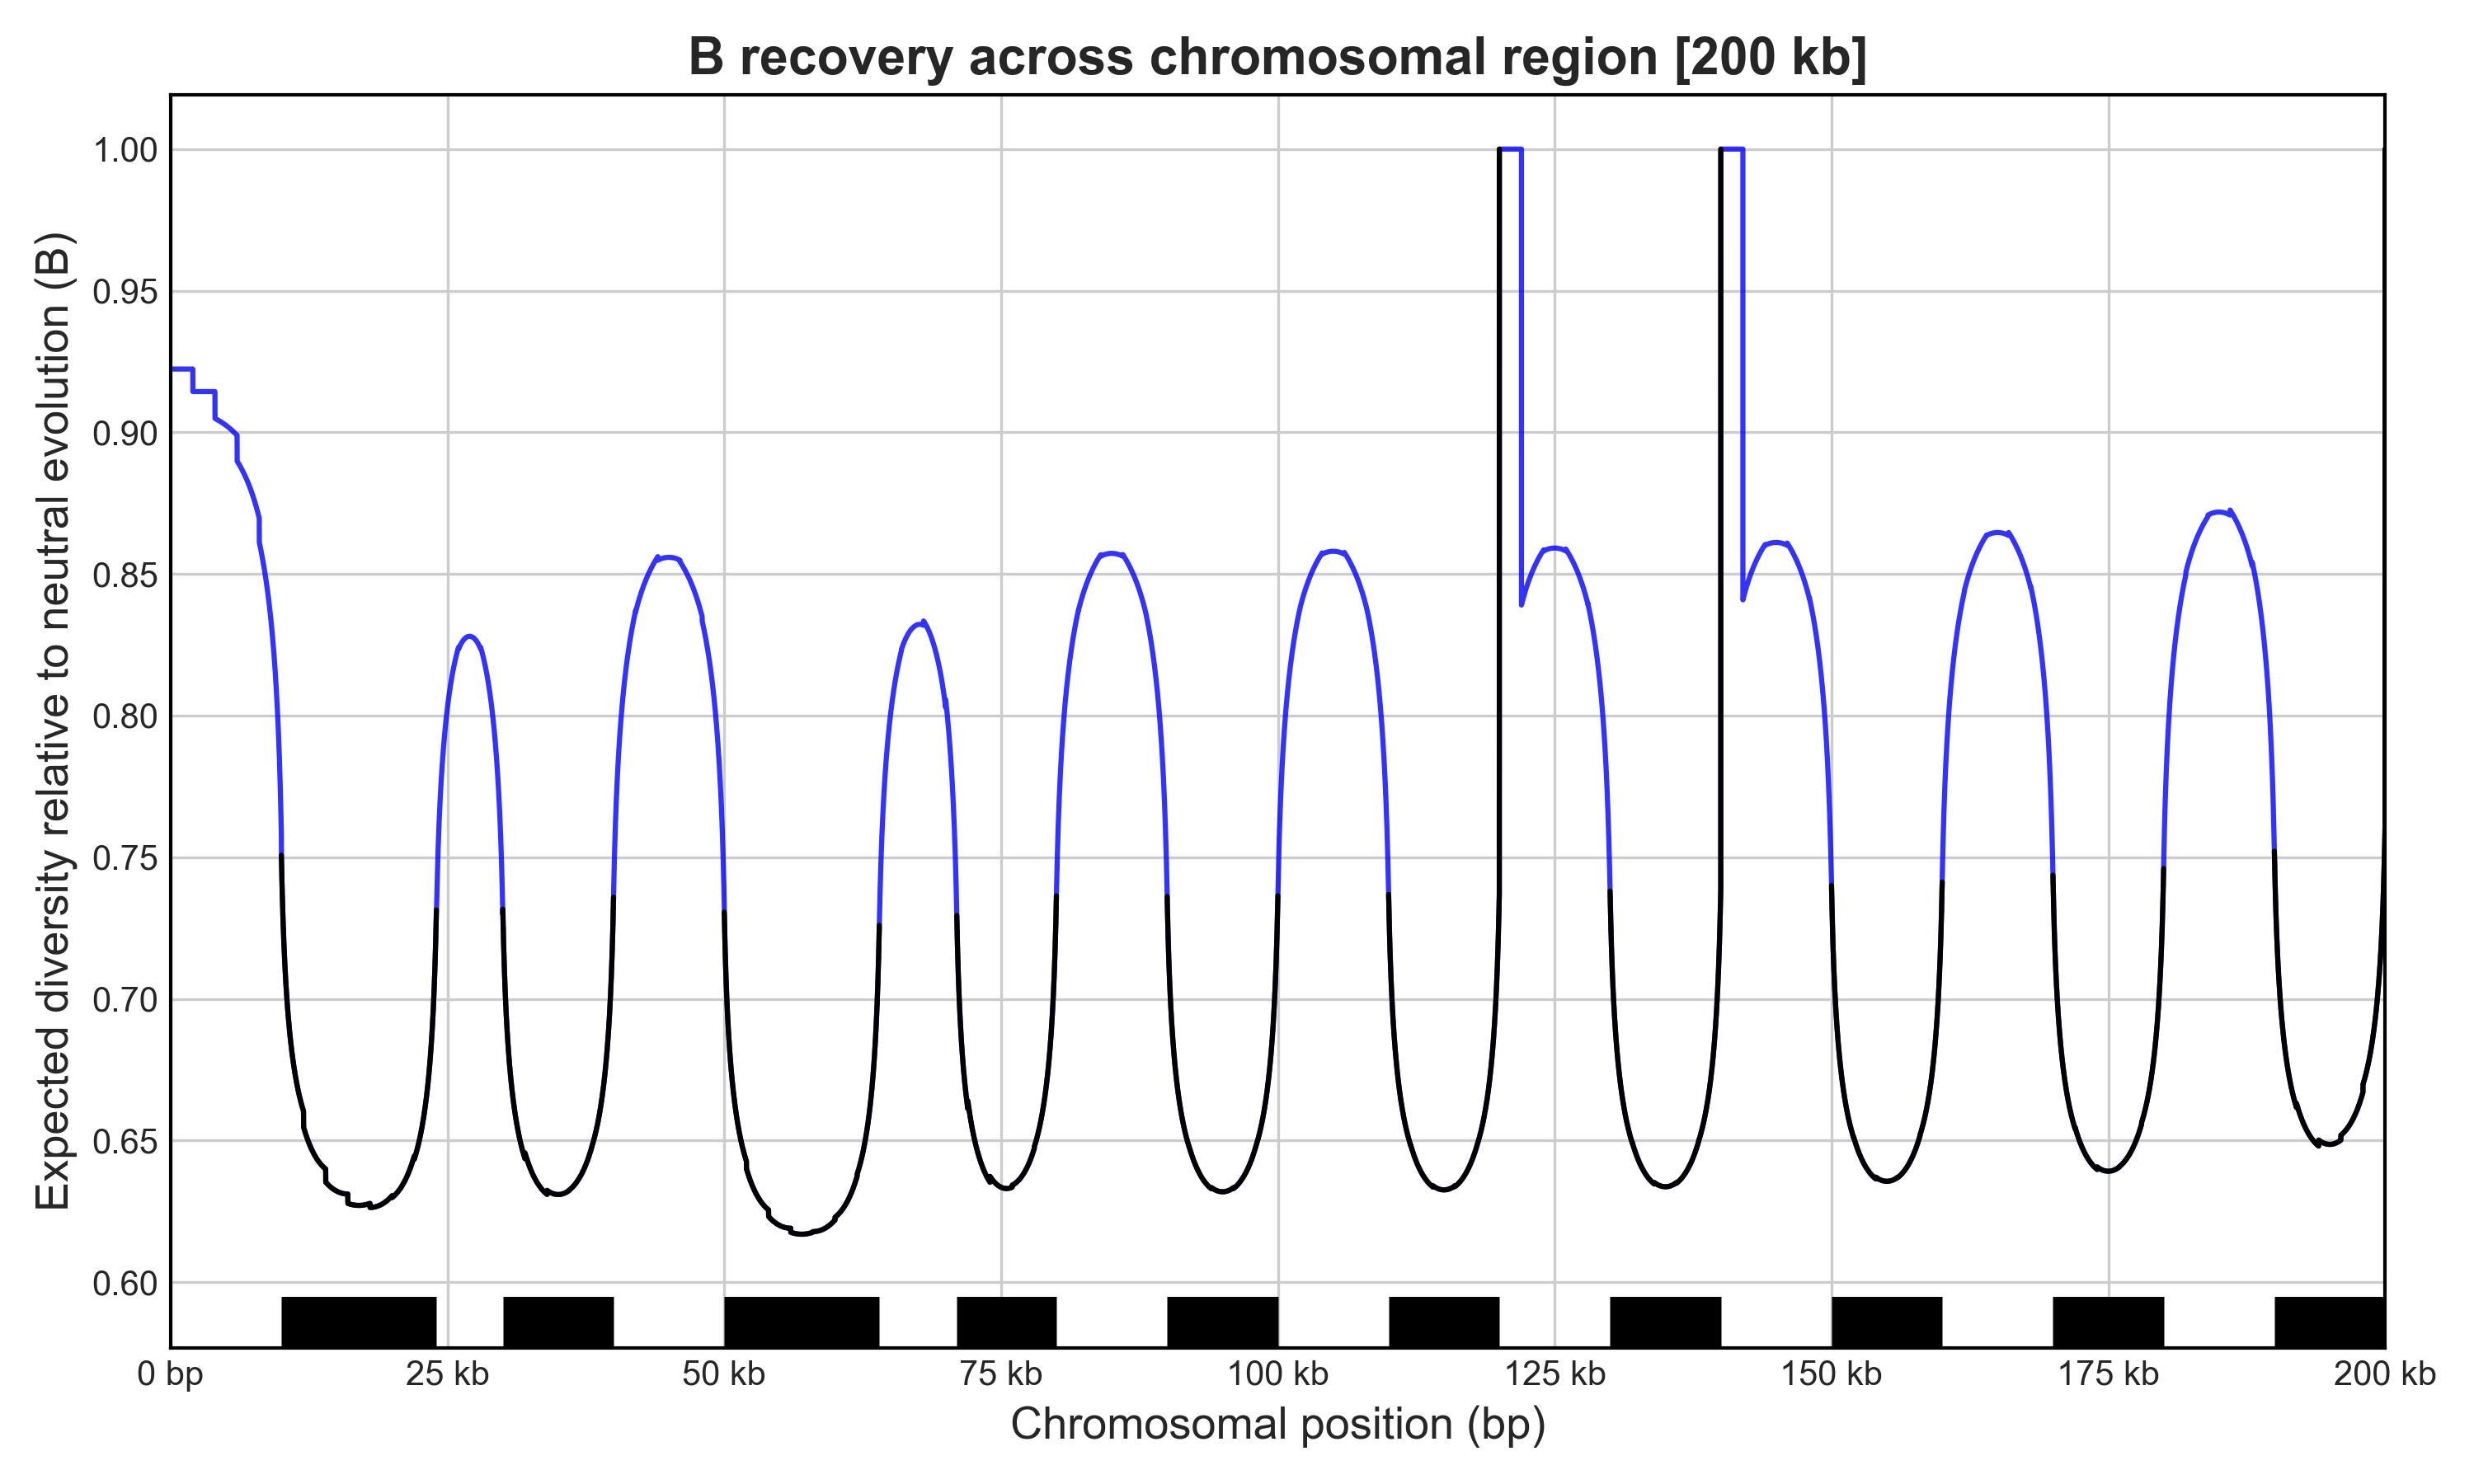 B recovery across chromosomal region [200 kb]
Expected diversity relative to neutral evolution (B)
1.00
0.95
0.90
0.85
0.80
0.75
0.70
0.65
0.60
0 bp 25 kb 50 kb 75 kb 100 kb 125 kb 150 kb 175 kb 200 kb
Chromosomal position (bp)